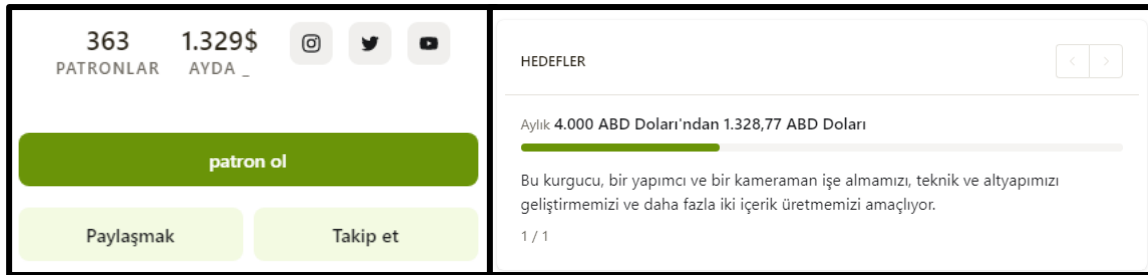 363 1.329$
PATRONLAR AYDA _
patron ol
Paylaşmak Takip et
HEDEFLER
Aylık 4.000 ABD Doları'ndan 1.328,77 ABD Doları
Bu kurgucu, bir yapımcı ve bir kameraman işe almamızı, teknik ve altyapımızı
geliştirmemizi ve daha fazla iki içerik üretmemizi amaçlıyor.
1 / 1